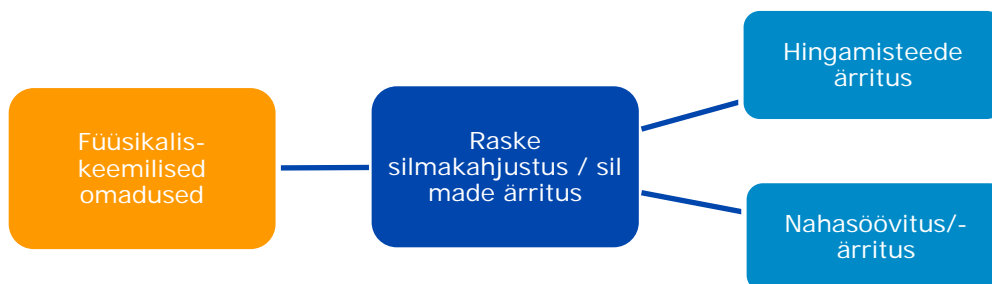 Füüsikalis-
keemilised
omadused
Raske
silmakahjustus / sil
made ärritus
Hingamisteede
ärritus
Nahasöövitus/-
ärritus